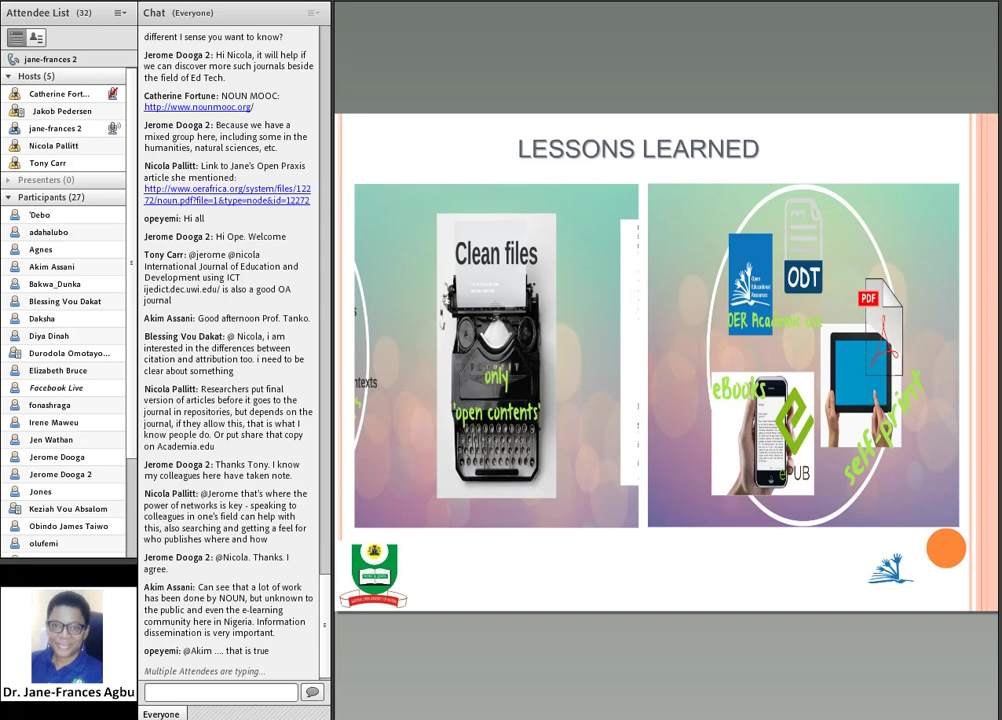 Attendee List (32)
jane-frances 2
Hosts (5)
Catherine Fort...
Jakob Pedersen
jane-frances 2
Nicola Pallitt
Tony Carr
Presenters (0)
Participants (27)
'Debo
adahalubo
Agnes
Akim Assani
Bakwa_Dunka
Blessing Vou Dakat
Daksha
Diya Dinah
Durodola Omotayo...
Elizabeth Bruce
Facebook Live
fonashraga
Irene Maweu
Jen Wathan
Jerome Dooga
Jerome Dooga 2
Jones
Keziah Vou Absalom
Obindo James Taiwo
olufemi
Dr. Jane-Frances Agbu
Chat (Everyone)
different I sense you want to know?
Jerome Dooga 2: Hi Nicola, it will help if
we can discover more such journals beside
the field of Ed Tech.
Catherine Fortune: NOUN MOOC:
http://www.nounmooc.org/
Jerome Dooga 2: Because we have a
mixed group here, including some in the
humanities, natural sciences, etc.
Nicola Pallitt: Link to Jane's Open Praxis
article she mentioned:
http://www.oerafrica.org/system/files/122
72/noun.pdf?file=1&type=node&id=12272
opeyemi: Hi all
Jerome Dooga 2: Hi Ope. Welcome
Tony Carr: @jerome @nicola
International Journal of Education and
Development using ICT
ijedict.dec.uwi.edu/ is also a good OA
journal
Akim Assani: Good afternoon Prof. Tanko.
Blessing Vou Dakat: @ Nicola, i am
interested in the differences between
citation and attribution too. i need to be
clear about something
Nicola Pallitt: Researchers put final
version of articles before it goes to the
journal in repositories, but depends on the
journal, if they allow this, that is what I
know people do. Or put share that copy
on Academia.edu
Jerome Dooga 2: Thanks Tony. I know
my colleagues here have taken note.
Nicola Pallitt: @Jerome that's where the
power of networks is key - speaking to
colleagues in one's field can help with
this, also searching and getting a feel for
who publishes where and how
Jerome Dooga 2: @Nicola. Thanks. I
agree.
Akim Assani: Can see that a lot of work
has been done by NOUN, but unknown to
the public and even the e-learning
community here in Nigeria. Information
dissemination is very important.
opeyemi: @Akim .... that is true
Multiple Attendees are typing...
Everyone
LESSONS LEARNED
Clean files
only
'open contents'
ntexts
ODT
Open
Educational
Resources
OER Academic Use
PDF
eBooks
ePUB
self-print